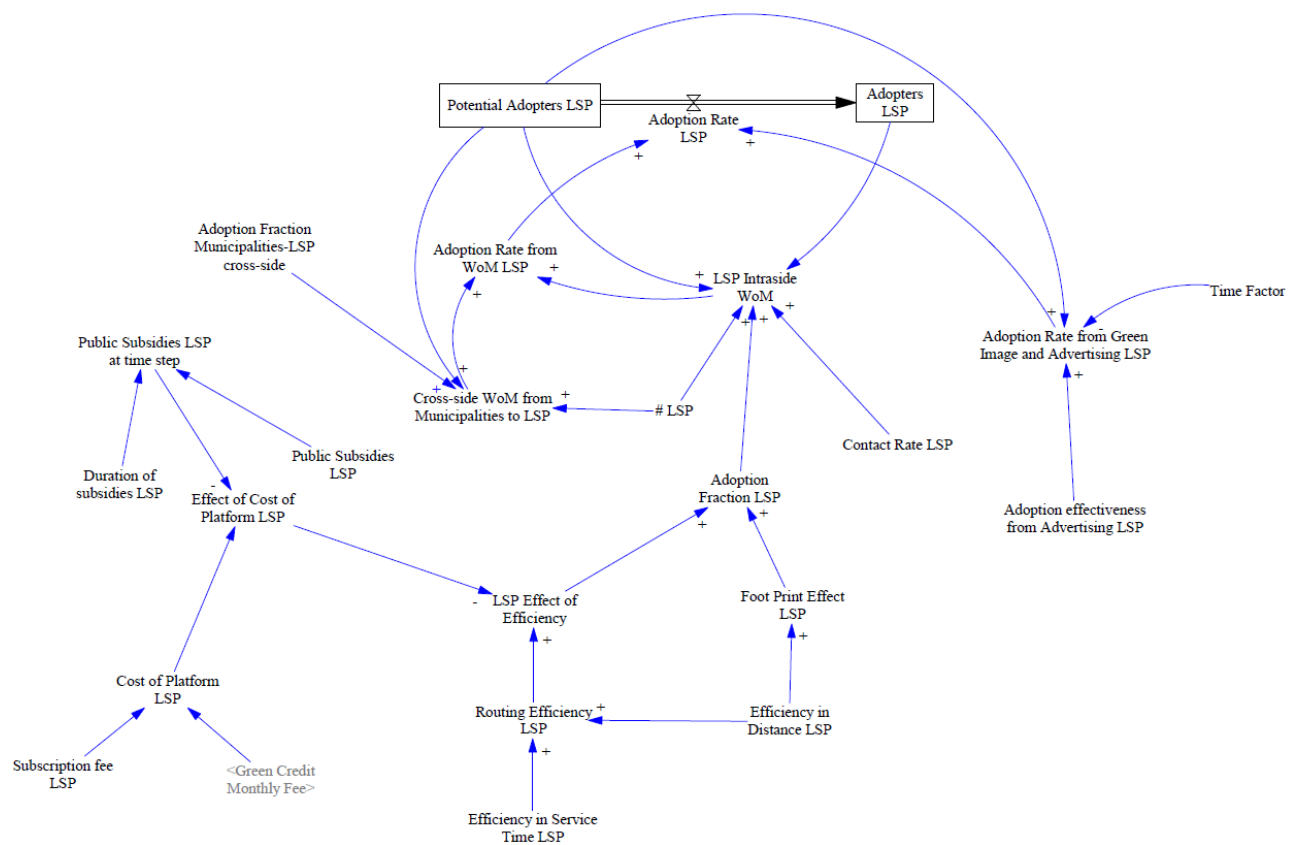 Potential Adopters LSP
Adopters
LSP
Adoption Rate
LSP
+
+
Adoption Fraction
Municipalities-LSP
cross-side
Adoption Rate from
WoM LSP
+
+
+
LSP Intraside
WoM
+
+
+
+
Time Factor
+
-
Adoption Rate from Green
Image and Advertising LSP
+
Public Subsidies LSP
at time step
+
+
+
Cross-side WoM from
Municipalities to LSP
# LSP
Contact Rate LSP
Public Subsidies
LSP
Duration of
subsidies LSP
-
Effect of Cost of
Platform LSP
Adoption
Fraction LSP
+
+
Adoption effectiveness
from Advertising LSP
-
LSP Effect of
Efficiency
+
Foot Print Effect
LSP
+
Cost of Platform
LSP
Routing Efficiency
LSP
+
+
Efficiency in
Distance LSP
Subscription fee
LSP
<Green Credit
Monthly Fee>
Efficiency in Service
Time LSP